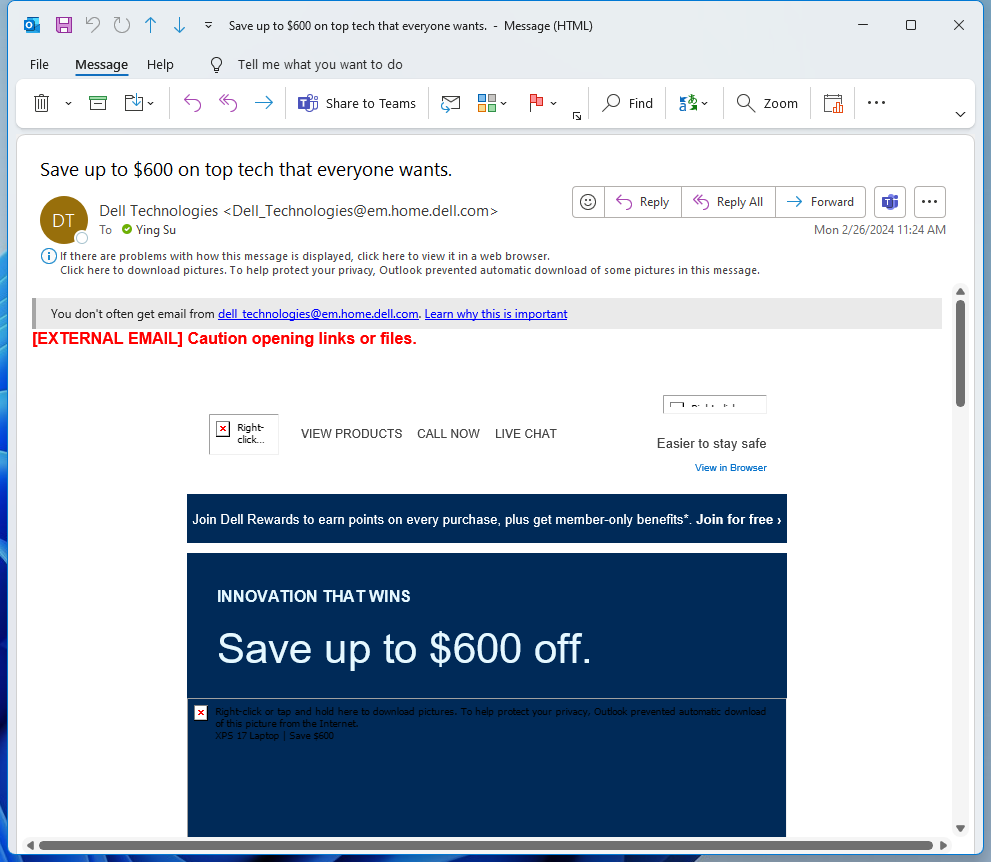 Save up to $600 on top tech that everyone wants. - Message (HTML)
File Message Help Tell me what you want to do
Share to Teams Find Zoom
Save up to $600 on top tech that everyone wants.
DT
Dell Technologies <Dell_Technologies@em.home.dell.com>
To Ying Su
Reply Reply All Forward
Mon 2/26/2024 11:24 AM
If there are problems with how this message is displayed, click here to view it in a web browser.
Click here to download pictures. To help protect your privacy, Outlook prevented automatic download of some pictures in this message.
You don't often get email from dell_technologies@em.home.dell.com. Learn why this is important
[EXTERNAL EMAIL] Caution opening links or files.
Right-
click...
VIEW PRODUCTS CALL NOW LIVE CHAT
Easier to stay safe
View in Browser
Join Dell Rewards to earn points on every purchase, plus get member-only benefits*. Join for free ›
INNOVATION THAT WINS
Save up to $600 off.
Right-click or tap and hold here to download pictures. To help protect your privacy, Outlook prevented automatic download
of this picture from the Internet.
XPS 17 Laptop | Save $600